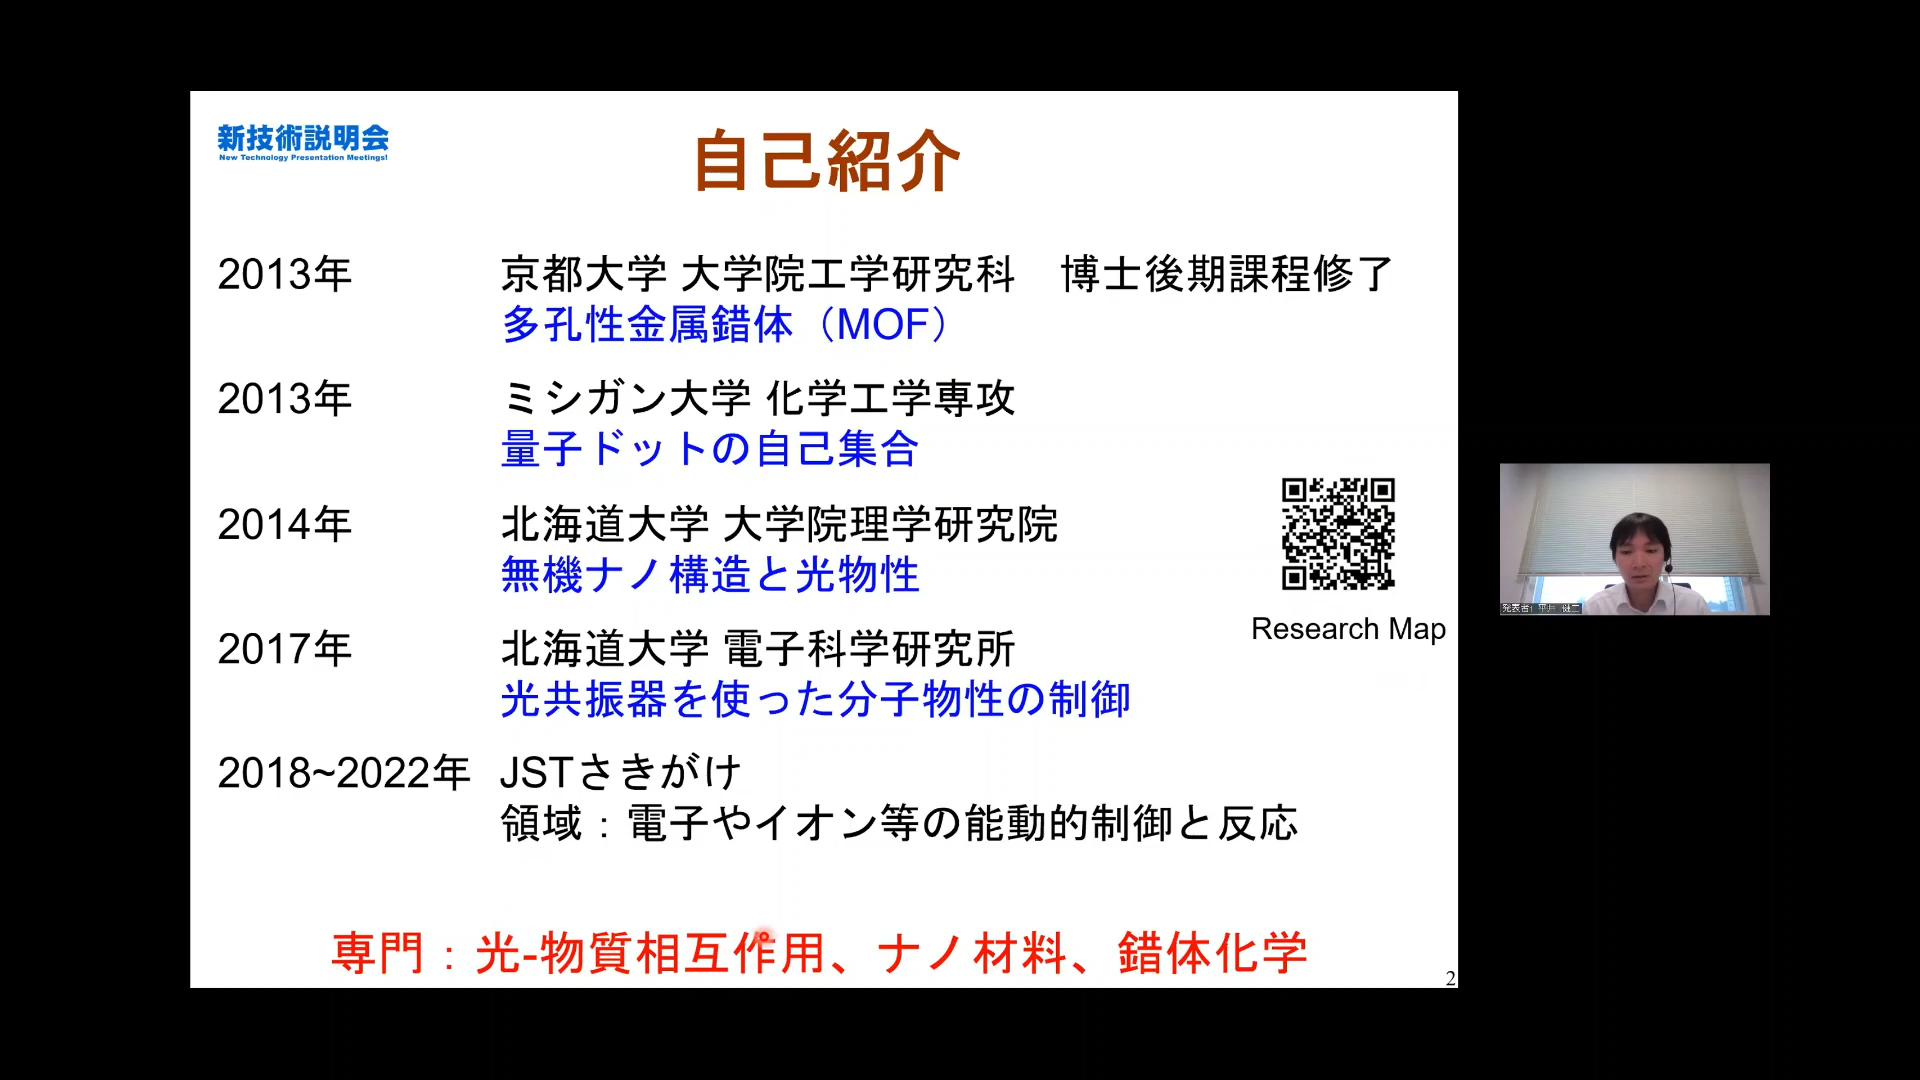 新技術説明会
New Technology Presentation Meetings!
自己紹介
2013年 京都大学 大学院工学研究科 博士後期課程修了
多孔性金属錯体（MOF）
2013年 ミシガン大学 化学工学専攻
量子ドットの自己集合
2014年 北海道大学 大学院理学研究院
無機ナノ構造と光物性
2017年 北海道大学 電子科学研究所
光共振器を使った分子物性の制御
Research Map
2018~2022年 JSTさきがけ
領域：電子やイオン等の能動的制御と反応
専門：光-物質相互作用、ナノ材料、錯体化学
2
発表者 平井 健二